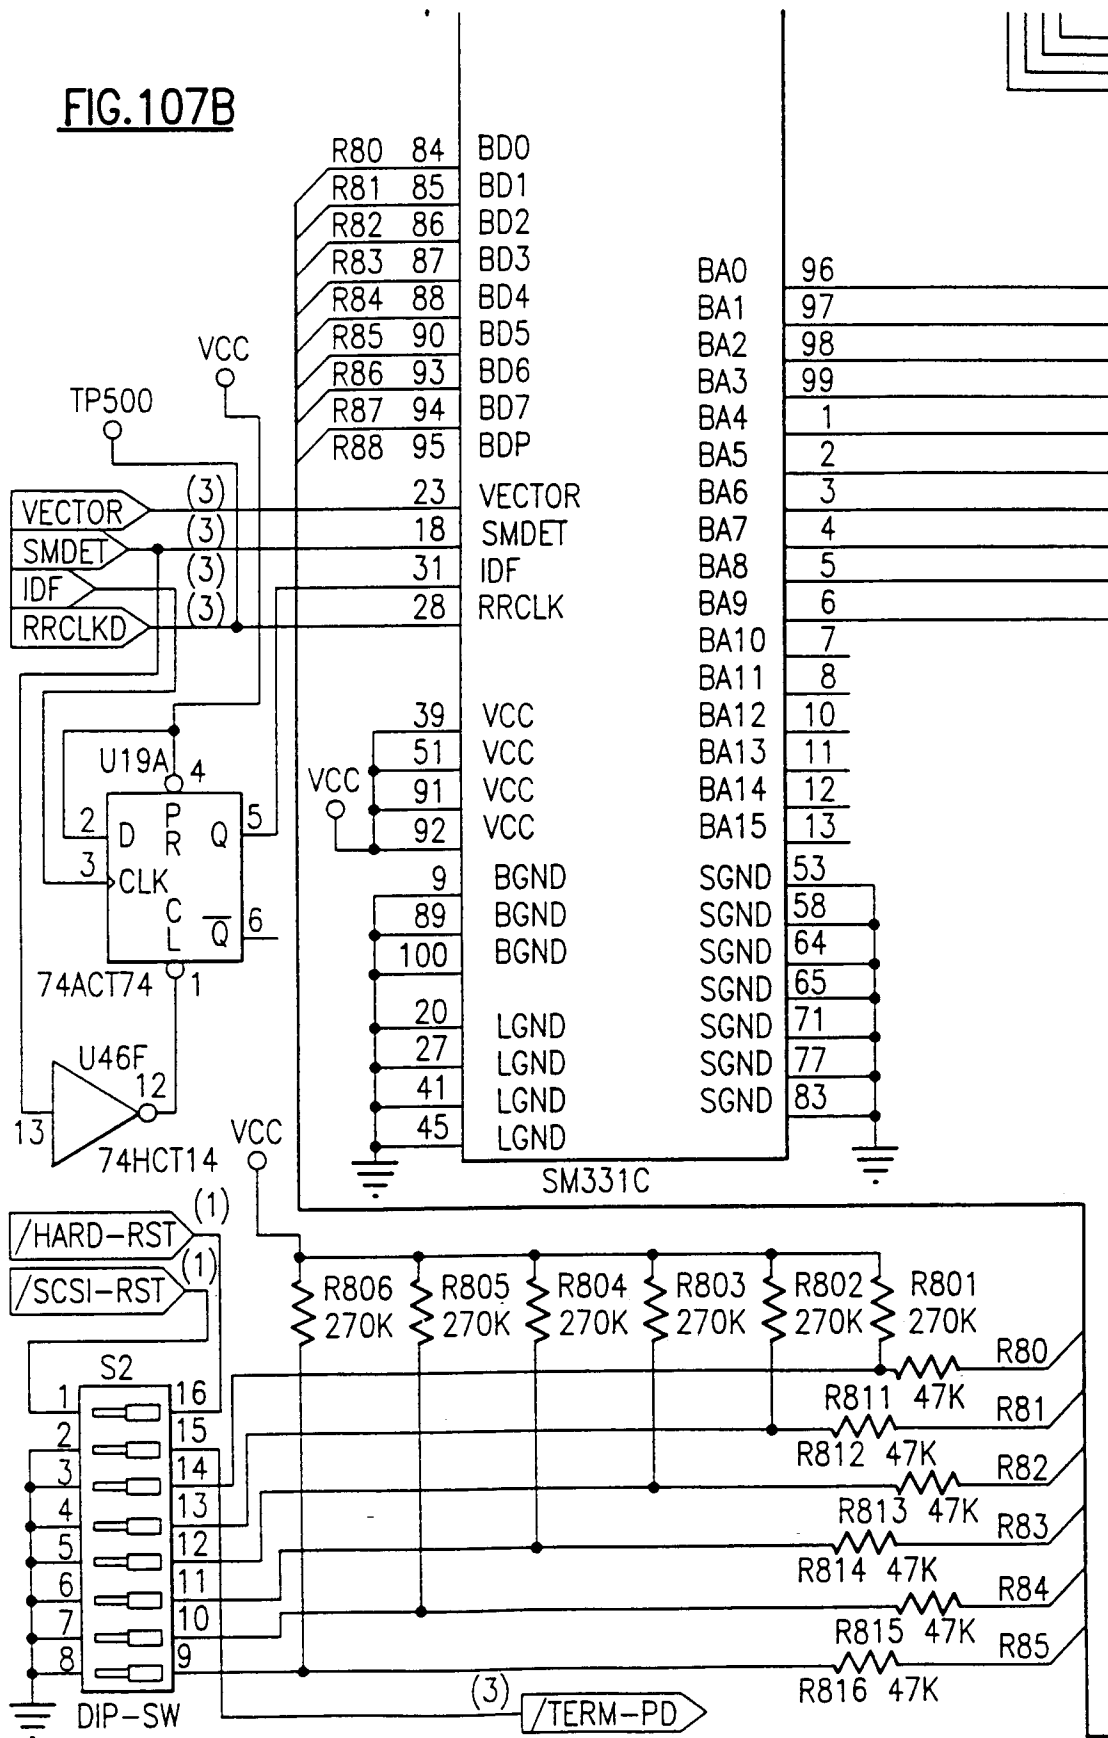 FIG.107B
R80 84 BD0
R81 85 BD1
R82 86 BD2
R83 87 BD3
R84 88 BD4
R85 90 BD5
R86 93 BD6
R87 94 BD7
R88 95 BDP
BA0 96
BA1 97
BA2 98
BA3 99
BA4 1
BA5 2
BA6 3
BA7 4
BA8 5
BA9 6
BA10 7
BA11 8
BA12 10
BA13 11
BA14 12
BA15 13
VCC
TP500
VECTOR (3) 23 VECTOR
SMDET (3) 18 SMDET
IDF (3) 31 IDF
RRCLKD (3) 28 RRCLK
39 VCC
51 VCC
91 VCC
92 VCC
VCC
9 BGND
89 BGND
100 BGND
20 LGND
27 LGND
41 LGND
45 LGND
SGND 53
SGND 58
SGND 64
SGND 65
SGND 71
SGND 77
SGND 83
SM331C
U19A 4
2 D PR Q 5
3 CLK
CL Q 6
74ACT74 1
U46F
12
13
74HCT14
VCC
/HARD-RST (1)
/SCSI-RST (1)
R806 270K
R805 270K
R804 270K
R803 270K
R802 270K
R801 270K
S2
1 16
2 15
3 14
4 13
5 12
6 11
7 10
8 9
DIP-SW
R811 47K R80
R812 47K R81
R813 47K R82
R814 47K R83
R815 47K R84
R816 47K R85
(3) /TERM-PD